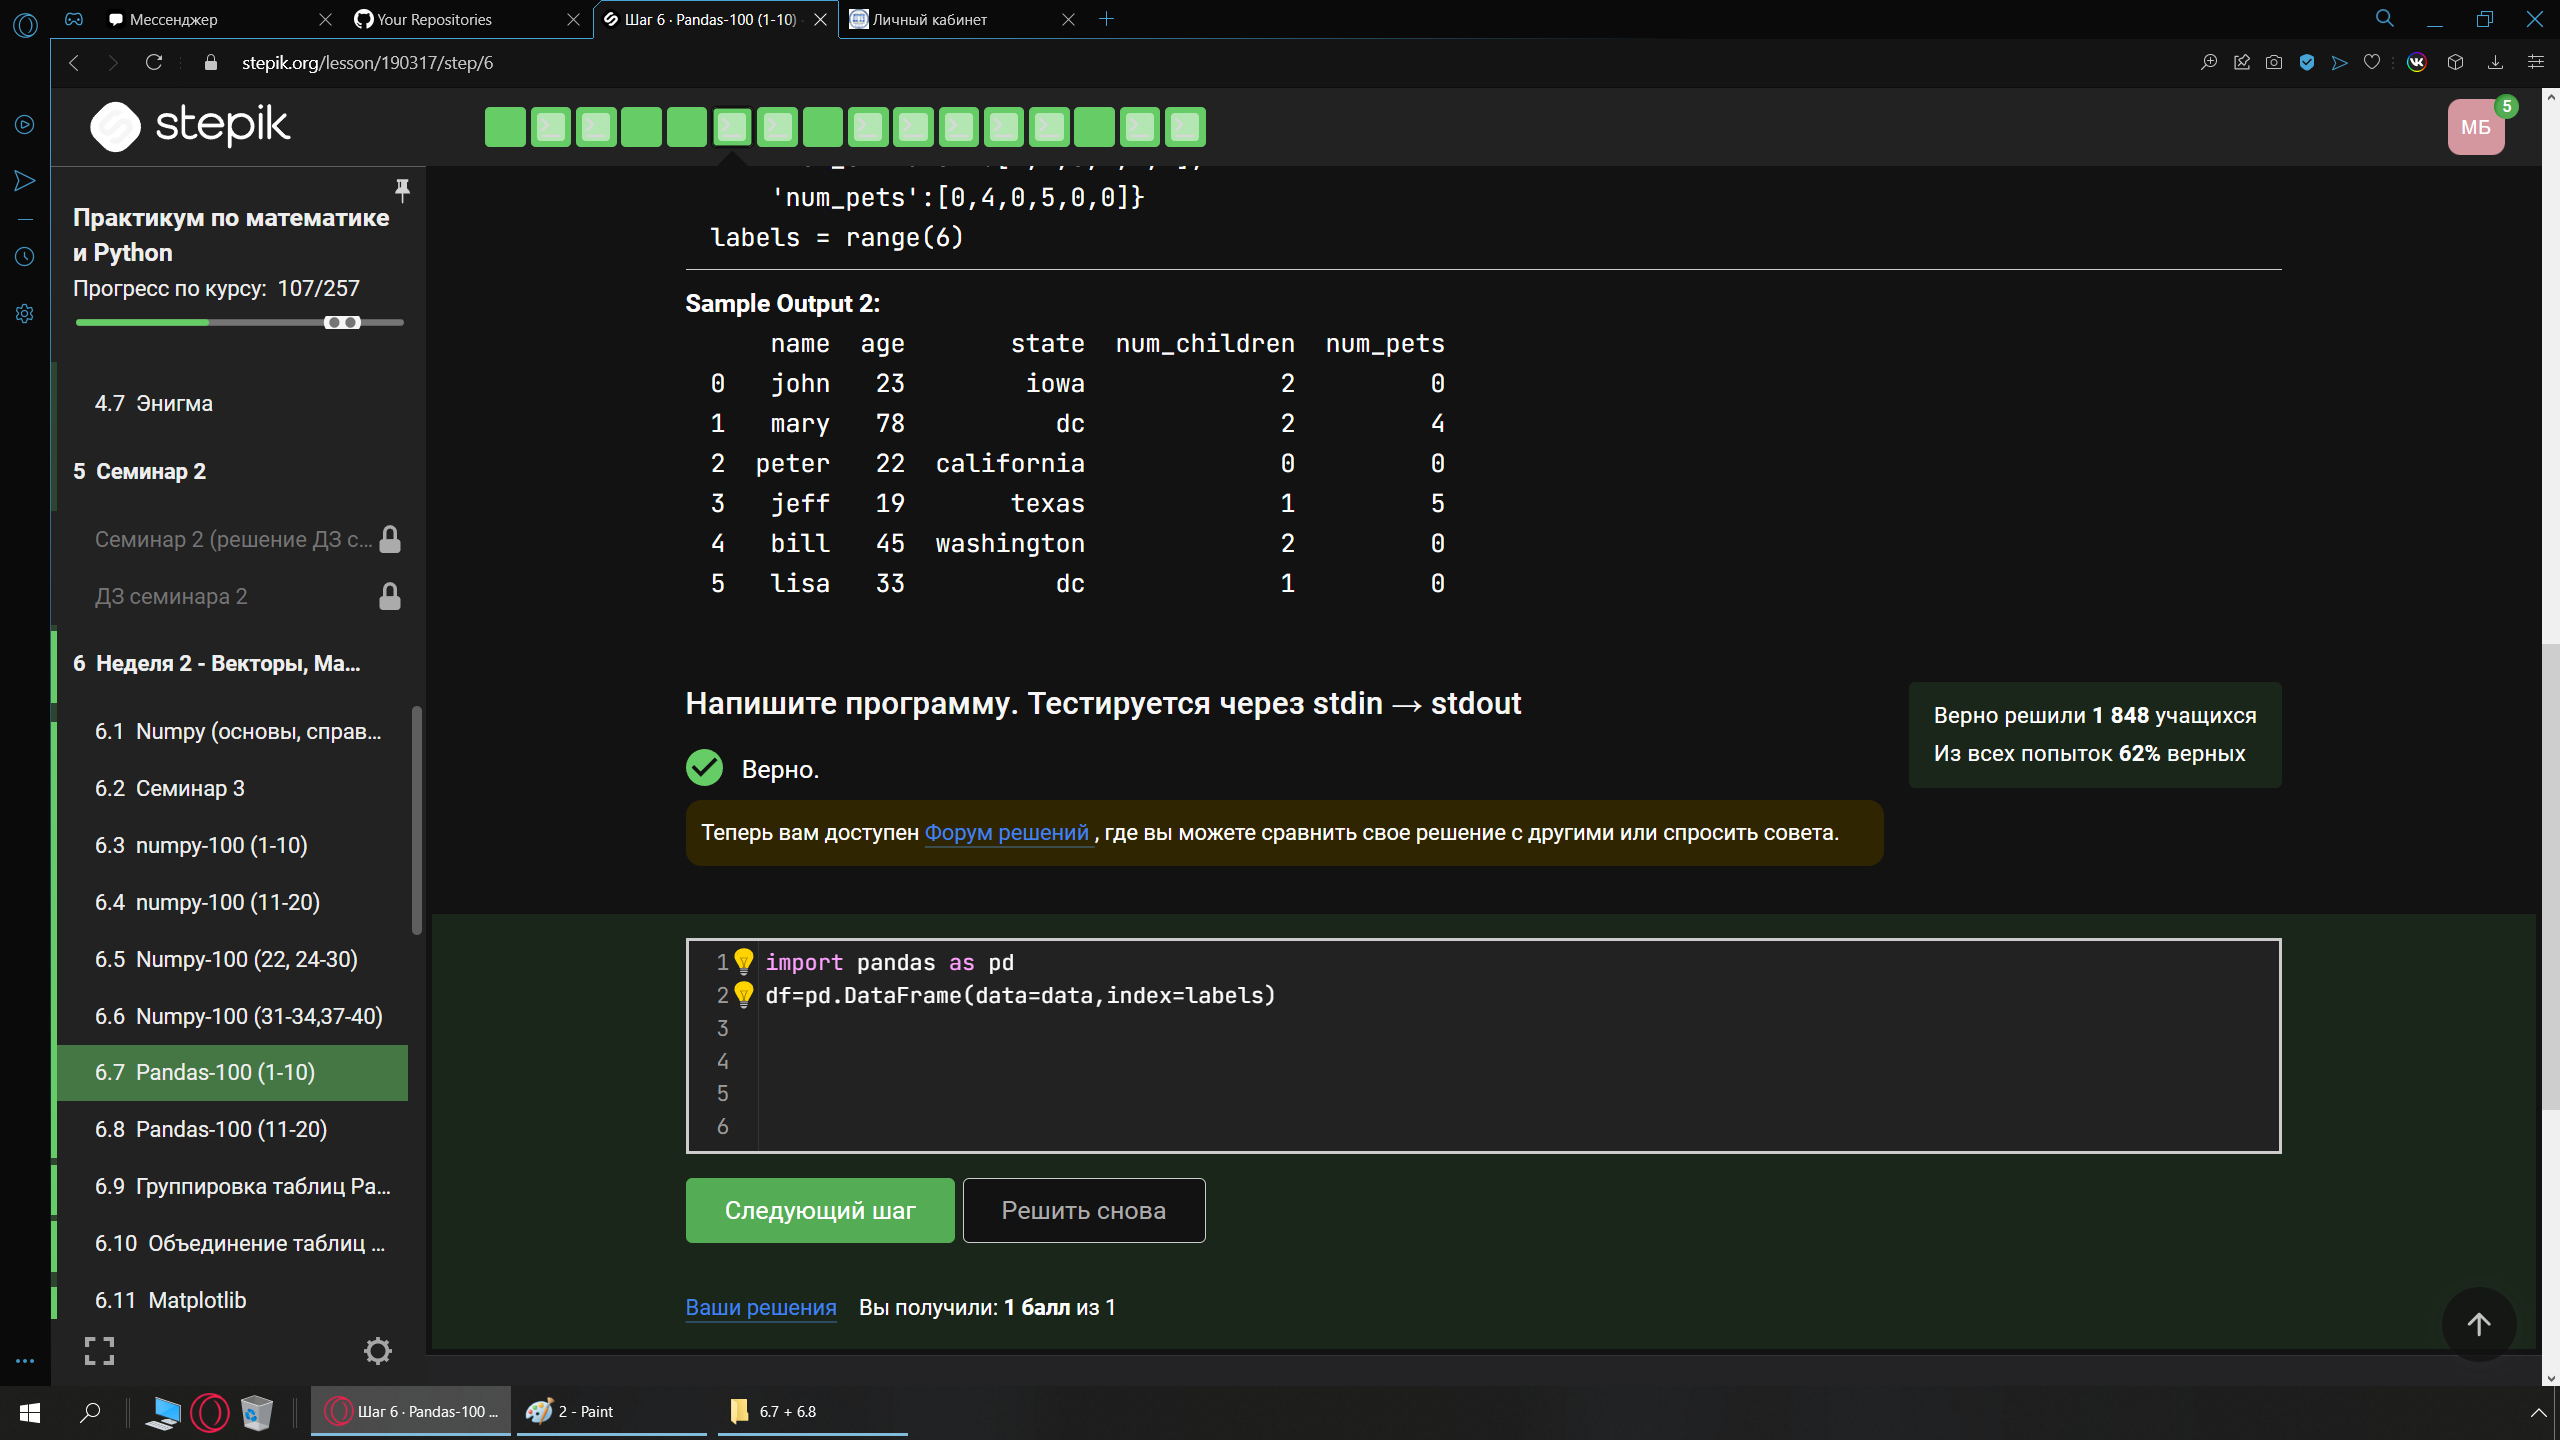 Мессенджер
Your Repositories
Шаг 6 · Pandas-100 (1-10)
Личный кабинет
stepik.org/lesson/190317/step/6
stepik
МБ
5
Практикум по математике
и Python
Прогресс по курсу: 107/257
4.7 Энигма
5 Семинар 2
Семинар 2 (решение ДЗ с...
ДЗ семинара 2
6 Неделя 2 - Векторы, Ма...
6.1 Numpy (основы, справ...
6.2 Семинар 3
6.3 numpy-100 (1-10)
6.4 numpy-100 (11-20)
6.5 Numpy-100 (22, 24-30)
6.6 Numpy-100 (31-34,37-40)
6.7 Pandas-100 (1-10)
6.8 Pandas-100 (11-20)
6.9 Группировка таблиц Pa...
6.10 Объединение таблиц ...
6.11 Matplotlib
'num_pets':[0,4,0,5,0,0]}
labels = range(6)
Sample Output 2:
name age state num_children num_pets
0 john 23 iowa 2 0
1 mary 78 dc 2 4
2 peter 22 california 0 0
3 jeff 19 texas 1 5
4 bill 45 washington 2 0
5 lisa 33 dc 1 0
Напишите программу. Тестируется через stdin → stdout
Верно решили 1 848 учащихся
Из всех попыток 62% верных
Верно.
Теперь вам доступен Форум решений , где вы можете сравнить свое решение с другими или спросить совета.
1 import pandas as pd
2 df=pd.DataFrame(data=data,index=labels)
3
4
5
6
Следующий шаг
Решить снова
Ваши решения Вы получили: 1 балл из 1
Шаг 6 · Pandas-100 ...
2 - Paint
6.7 + 6.8